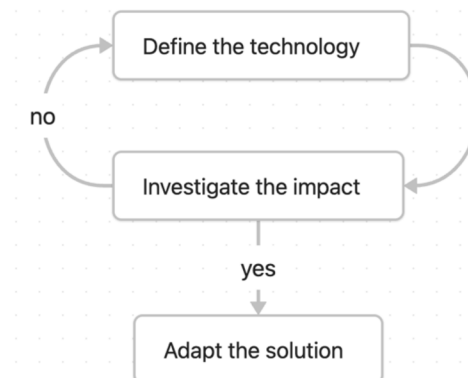 Define the technology
no
Investigate the impact
yes
Adapt the solution